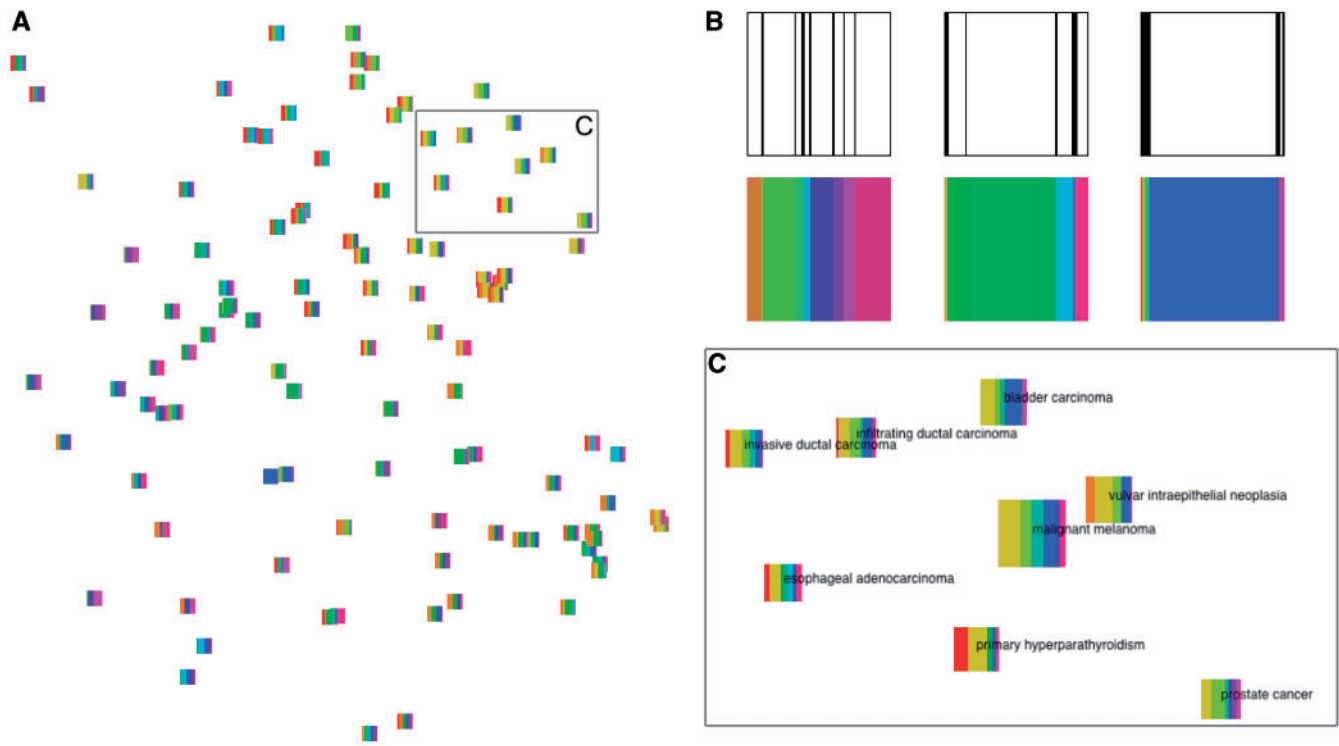 A
C
B
C
bladder carcinoma
infiltrating ductal carcinoma
invasive ductal carcinoma
vulvar intraepithelial neoplasia
malignant melanoma
esophageal adenocarcinoma
primary hyperparathyroidism
prostate cancer